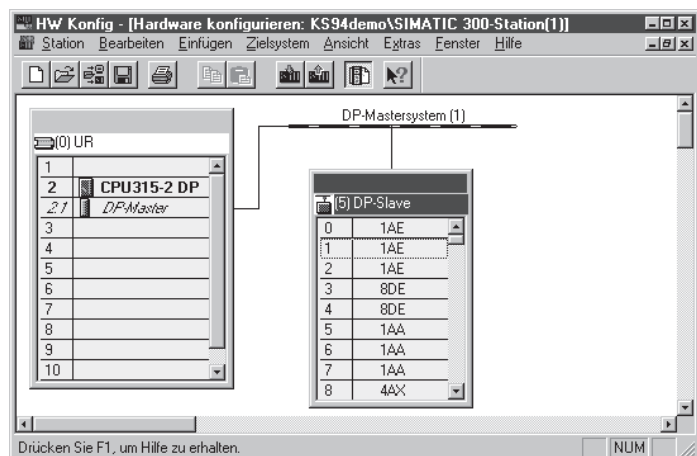 HW Konfig - [Hardware konfigurieren: KS94demo\SIMATIC 300-Station(1)]
Station Bearbeiten Einfügen Zielsystem Ansicht Extras Fenster Hilfe
DP-Mastersystem (1)
(0) UR
1
2 CPU315-2 DP
2.1 DP-Master
3
4
5
6
7
8
9
10
(5) DP-Slave
0 1AE
1 1AE
2 1AE
3 8DE
4 8DE
5 1AA
6 1AA
7 1AA
8 4AX
Drücken Sie F1, um Hilfe zu erhalten.
NUM